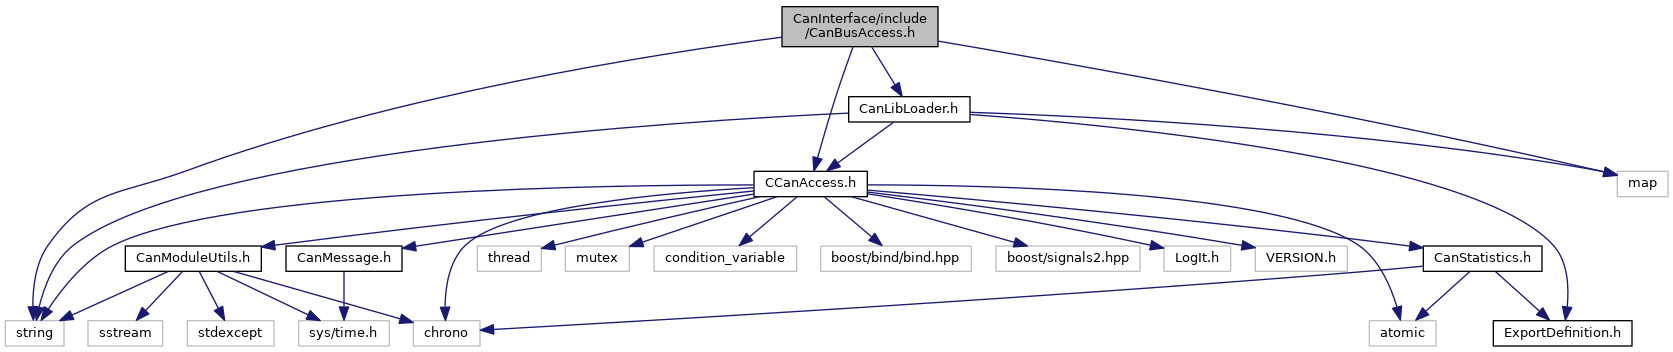 CanInterface/include
/CanBusAccess.h
CanLibLoader.h
CCanAccess.h
map
CanModuleUtils.h
CanMessage.h
thread
mutex
condition_variable
boost/bind/bind.hpp
boost/signals2.hpp
LogIt.h
VERSION.h
CanStatistics.h
string
sstream
stdexcept
sys/time.h
chrono
atomic
ExportDefinition.h